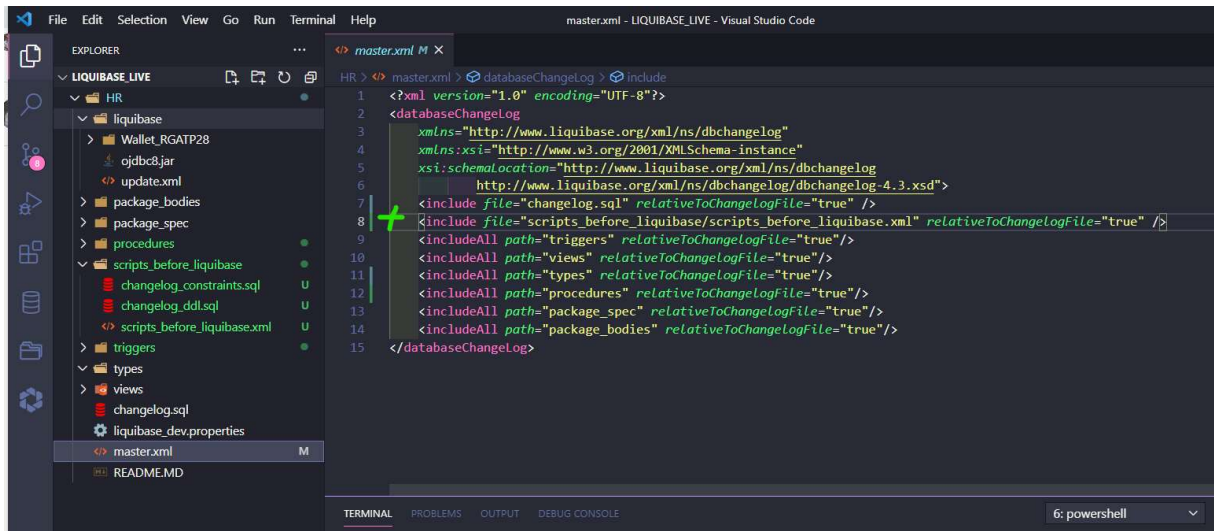 File Edit Selection View Go Run Terminal Help master.xml - LIQUIBASE_LIVE - Visual Studio Code
EXPLORER
LIQUIBASE_LIVE
HR
liquibase
Wallet_RGATP28
ojdbc8.jar
update.xml
package_bodies
package_spec
procedures
scripts_before_liquibase
changelog_constraints.sql U
changelog_ddl.sql U
scripts_before_liquibase.xml U
triggers
types
views
changelog.sql
liquibase_dev.properties
master.xml M
README.MD
master.xml M
HR > master.xml > databaseChangeLog > include
1 <?xml version="1.0" encoding="UTF-8"?>
2 <databaseChangeLog
3 xmlns="http://www.liquibase.org/xml/ns/dbchangelog"
4 xmlns:xsi="http://www.w3.org/2001/XMLSchema-instance"
5 xsi:schemaLocation="http://www.liquibase.org/xml/ns/dbchangelog
6 http://www.liquibase.org/xml/ns/dbchangelog/dbchangelog-4.3.xsd">
7 <include file="changelog.sql" relativeToChangelogFile="true" />
8 <include file="scripts_before_liquibase/scripts_before_liquibase.xml" relativeToChangelogFile="true" />
9 <includeAll path="triggers" relativeToChangelogFile="true"/>
10 <includeAll path="views" relativeToChangelogFile="true"/>
11 <includeAll path="types" relativeToChangelogFile="true"/>
12 <includeAll path="procedures" relativeToChangelogFile="true"/>
13 <includeAll path="package_spec" relativeToChangelogFile="true"/>
14 <includeAll path="package_bodies" relativeToChangelogFile="true"/>
15 </databaseChangeLog>
TERMINAL PROBLEMS OUTPUT DEBUG CONSOLE 6: powershell